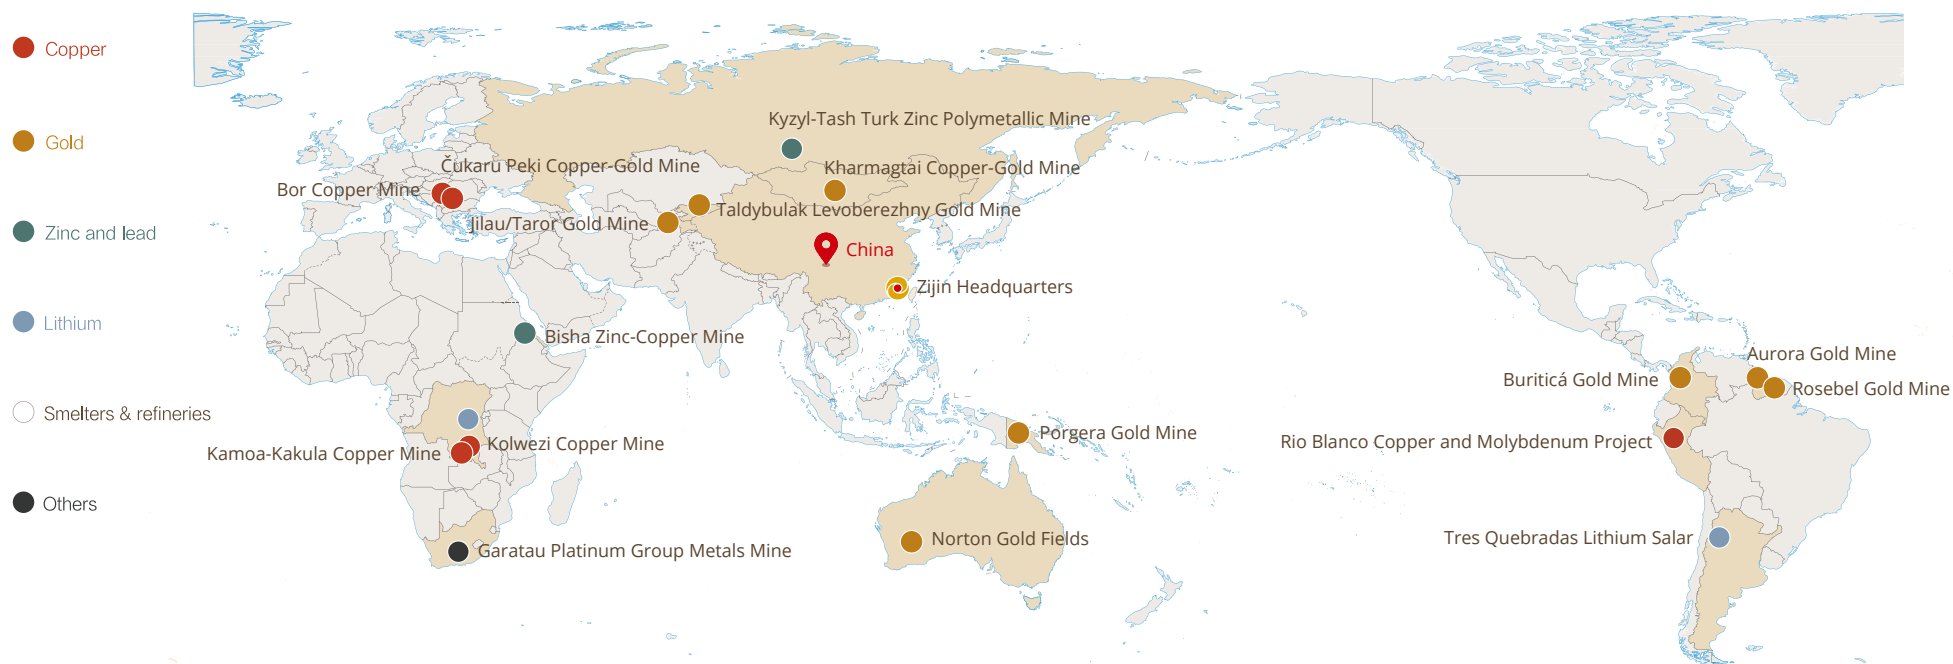 Copper
Gold
Zinc and lead
Lithium
Smelters & refineries
Others
Kyzyl-Tash Turk Zinc Polymetallic Mine
Čukaru Peki Copper-Gold Mine
Kharmagtai Copper-Gold Mine
Bor Copper Mine
Taldybulak Levoberezhny Gold Mine
Jilau/Taror Gold Mine
China
Zijin Headquarters
Bisha Zinc-Copper Mine
Aurora Gold Mine
Buriticá Gold Mine
Rosebel Gold Mine
Porgera Gold Mine
Rio Blanco Copper and Molybdenum Project
Kolwezi Copper Mine
Kamoa-Kakula Copper Mine
Norton Gold Fields
Tres Quebradas Lithium Salar
Garatau Platinum Group Metals Mine